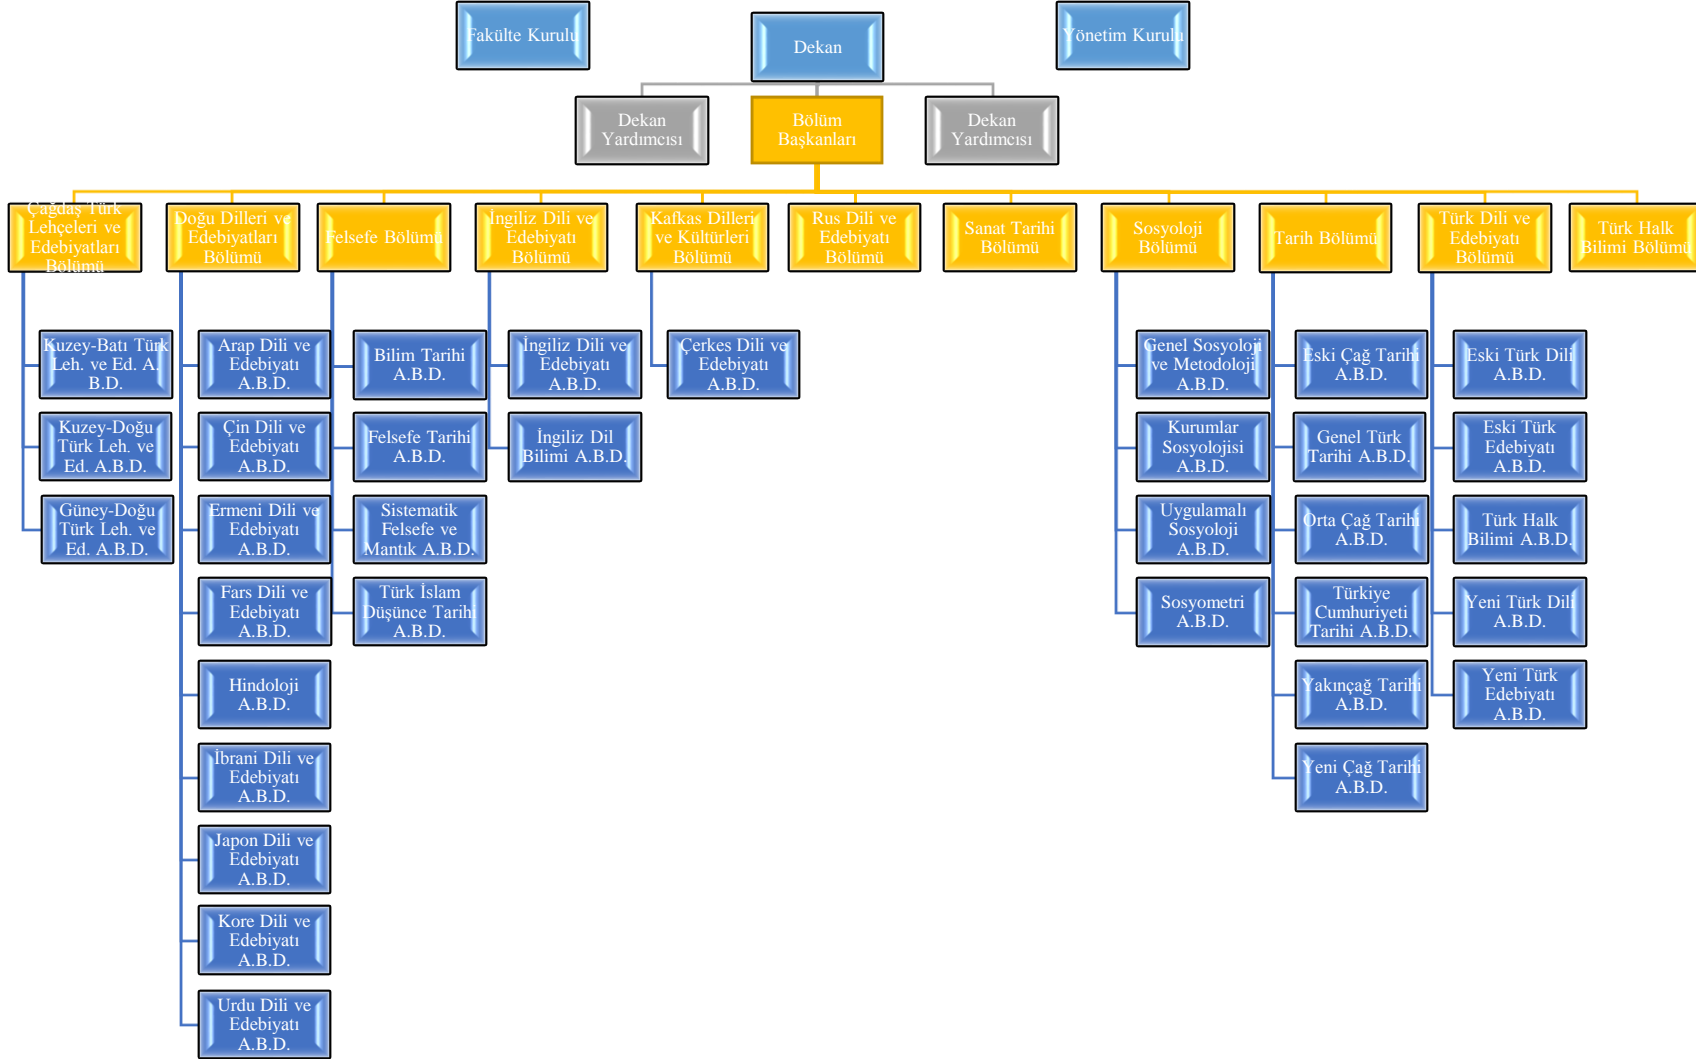 Fakülte Kurulu
Dekan
Yönetim Kurulu
Dekan
Yardımcısı
Bölüm
Başkanları
Dekan
Yardımcısı
Çağdaş Türk
Lehçeleri ve
Edebiyatları
Bölümü
Doğu Dilleri ve
Edebiyatları
Bölümü
Felsefe Bölümü
İngiliz Dili ve
Edebiyatı
Bölümü
Kafkas Dilleri
ve Kültürleri
Bölümü
Rus Dili ve
Edebiyatı
Bölümü
Sanat Tarihi
Bölümü
Sosyoloji
Bölümü
Tarih Bölümü
Türk Dili ve
Edebiyatı
Bölümü
Türk Halk
Bilimi Bölümü
Kuzey-Batı Türk
Leh. ve Ed. A.
B.D.
Kuzey-Doğu
Türk Leh. ve
Ed. A.B.D.
Güney-Doğu
Türk Leh. ve
Ed. A.B.D.
Arap Dili ve
Edebiyatı
A.B.D.
Çin Dili ve
Edebiyatı
A.B.D.
Ermeni Dili ve
Edebiyatı
A.B.D.
Fars Dili ve
Edebiyatı
A.B.D.
Hindoloji
A.B.D.
İbrani Dili ve
Edebiyatı
A.B.D.
Japon Dili ve
Edebiyatı
A.B.D.
Kore Dili ve
Edebiyatı
A.B.D.
Urdu Dili ve
Edebiyatı
A.B.D.
Bilim Tarihi
A.B.D.
Felsefe Tarihi
A.B.D.
Sistematik
Felsefe ve
Mantık A.B.D.
Türk İslam
Düşünce Tarihi
A.B.D.
İngiliz Dili ve
Edebiyatı
A.B.D.
İngiliz Dil
Bilimi A.B.D.
Çerkes Dili ve
Edebiyatı
A.B.D.
Genel Sosyoloji
ve Metodoloji
A.B.D.
Kurumlar
Sosyolojisi
A.B.D.
Uygulamalı
Sosyoloji
A.B.D.
Sosyometri
A.B.D.
Eski Çağ Tarihi
A.B.D.
Genel Türk
Tarihi A.B.D.
Orta Çağ Tarihi
A.B.D.
Türkiye
Cumhuriyeti
Tarihi A.B.D.
Yakınçağ Tarihi
A.B.D.
Yeni Çağ Tarihi
A.B.D.
Eski Türk Dili
A.B.D.
Eski Türk
Edebiyatı
A.B.D.
Türk Halk
Bilimi A.B.D.
Yeni Türk Dili
A.B.D.
Yeni Türk
Edebiyatı
A.B.D.